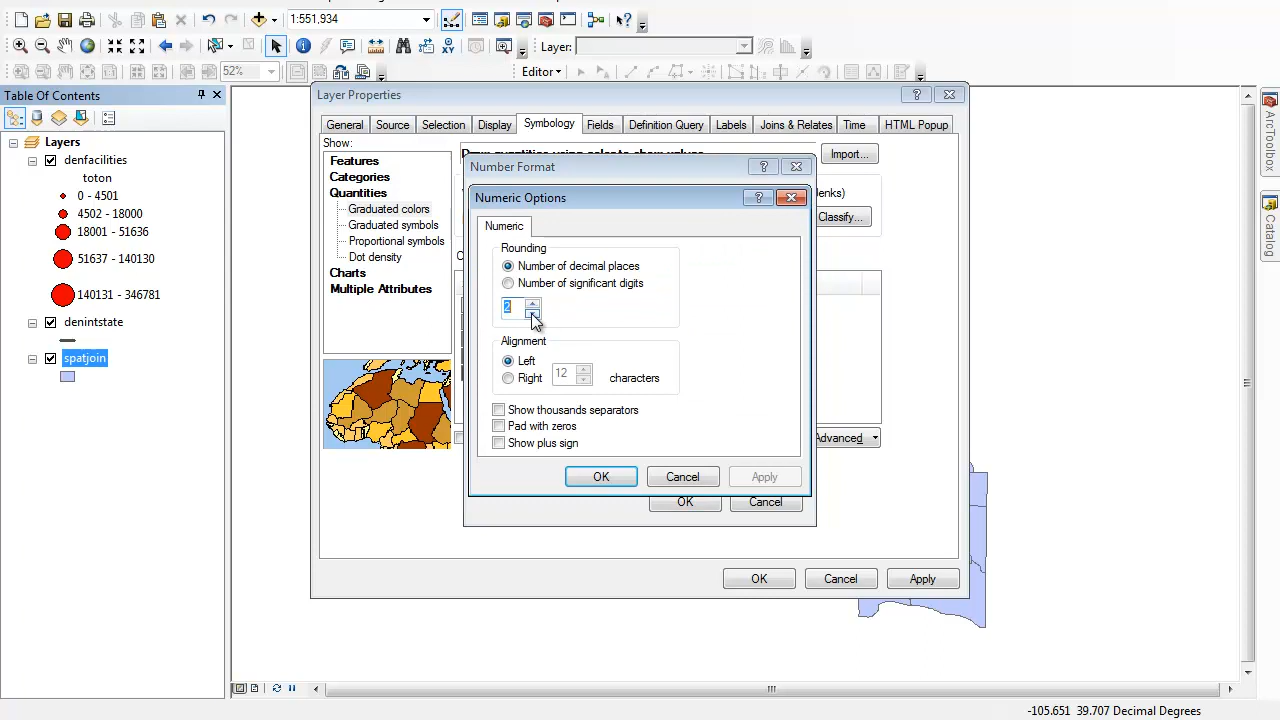 1:551,934
Layer:
52%
Editor
Table Of Contents
Layers
denfacilities
toton
0 - 4501
4502 - 18000
18001 - 51636
51637 - 140130
140131 - 346781
denintstate
spatjoin
Layer Properties
General Source Selection Display Symbology Fields Definition Query Labels Joins & Relates Time HTML Popup
Show:
Features
Categories
Quantities
Graduated colors
Graduated symbols
Proportional symbols
Dot density
Charts
Multiple Attributes
Import...
Classify...
Advanced
Number Format
Numeric Options
Numeric
Rounding
Number of decimal places
Number of significant digits
2
Alignment
Left
Right 12 characters
Show thousands separators
Pad with zeros
Show plus sign
OK Cancel Apply
OK Cancel
OK Cancel Apply
ArcToolbox
Catalog
-105.651 39.707 Decimal Degrees